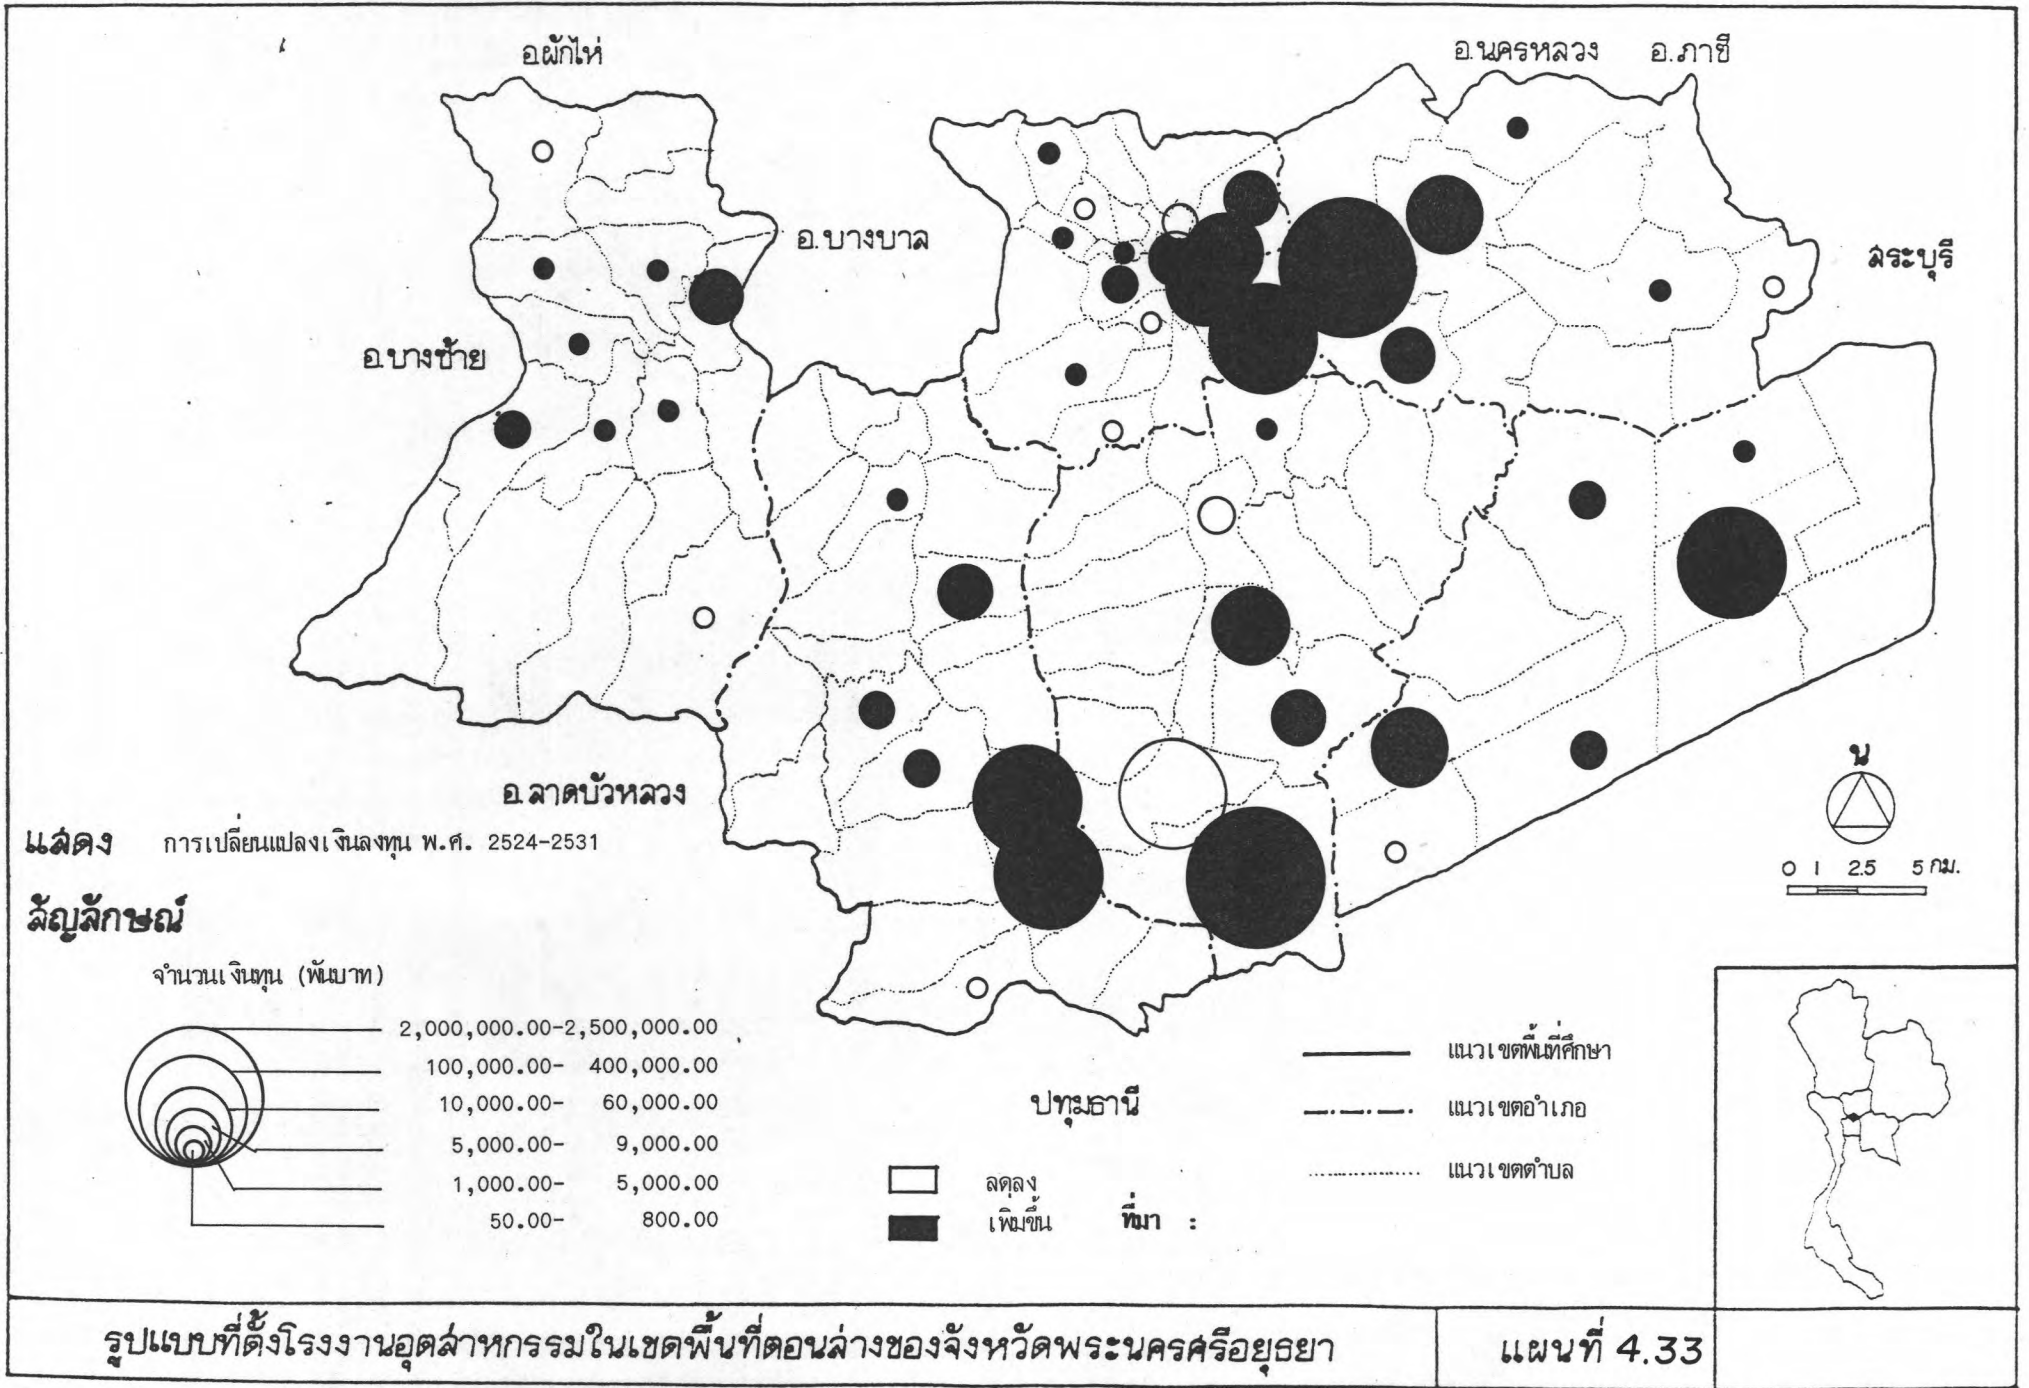 อ.ผักไห่
อ.นครหลวง อ.ภาชี
อ.บางบาล
สระบุรี
อ.บางซ้าย
อ.ลาดบัวหลวง
แสดง การเปลี่ยนแปลงเงินลงทุน พ.ศ. 2524-2531
น
0 1 2.5 5 กม.
สัญลักษณ์
จำนวนเงินทุน (พันบาท)
2,000,000.00-2,500,000.00
100,000.00- 400,000.00
10,000.00- 60,000.00
5,000.00- 9,000.00
1,000.00- 5,000.00
50.00- 800.00
ปทุมธานี
ลดลง
เพิ่มขึ้น
ที่มา :
แนวเขตพื้นที่ศึกษา
แนวเขตอำเภอ
แนวเขตตำบล
รูปแบบที่ตั้งโรงงานอุตสาหกรรมในเขตพื้นที่ตอนล่างของจังหวัดพระนครศรีอยุธยา
แผนที่ 4.33